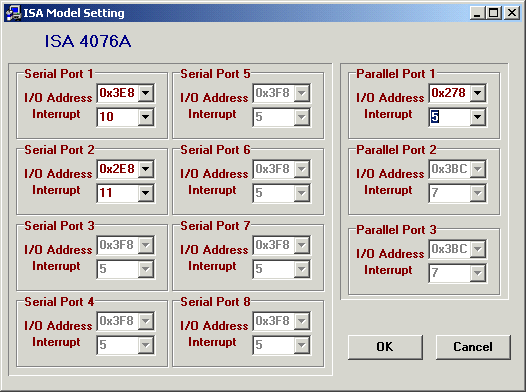 ISA Model Setting
ISA 4076A
Serial Port 1
I/O Address 0x3E8
Interrupt 10
Serial Port 2
I/O Address 0x2E8
Interrupt 11
Serial Port 3
I/O Address 0x3F8
Interrupt 5
Serial Port 4
I/O Address 0x3F8
Interrupt 5
Serial Port 5
I/O Address 0x3F8
Interrupt 5
Serial Port 6
I/O Address 0x3F8
Interrupt 5
Serial Port 7
I/O Address 0x3F8
Interrupt 5
Serial Port 8
I/O Address 0x3F8
Interrupt 5
Parallel Port 1
I/O Address 0x278
Interrupt 5
Parallel Port 2
I/O Address 0x3BC
Interrupt 7
Parallel Port 3
I/O Address 0x3BC
Interrupt 7
OK
Cancel